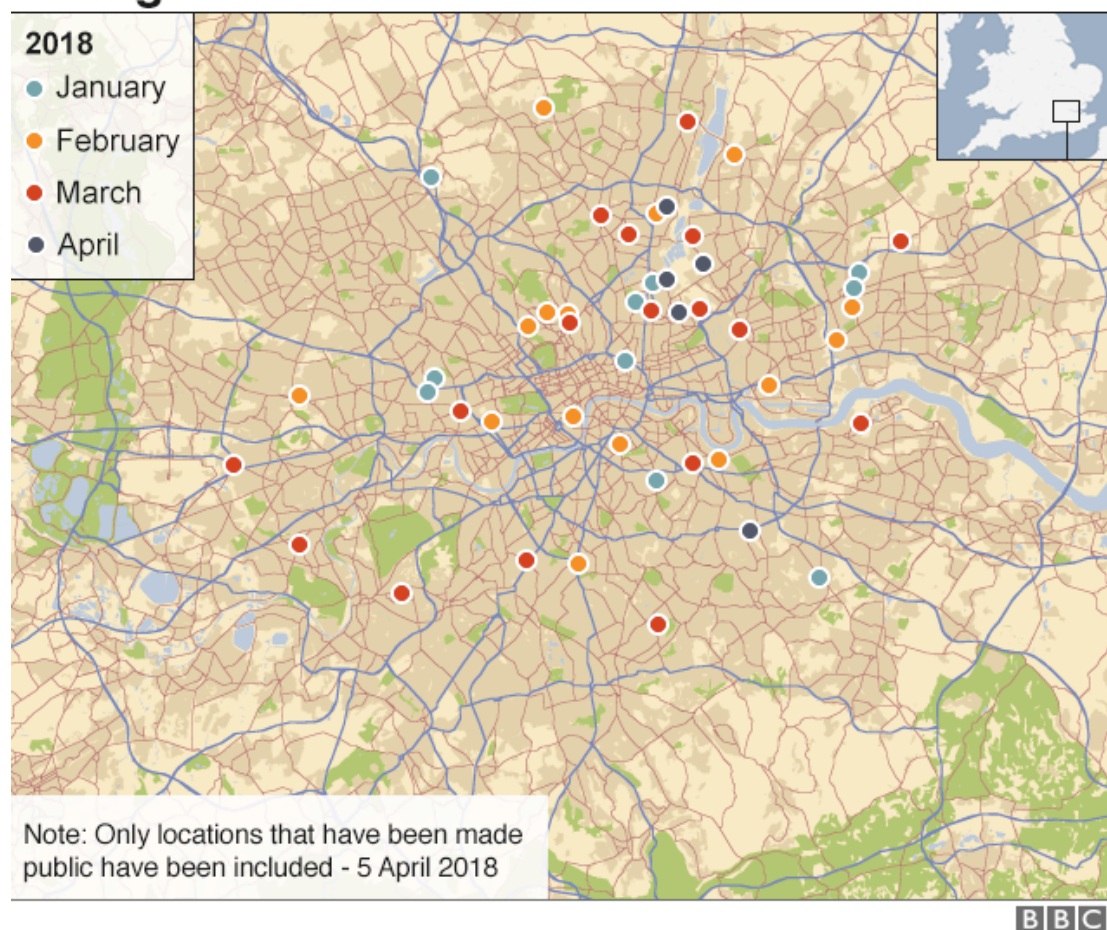 2018
January
February
March
April
Note: Only locations that have been made
public have been included - 5 April 2018
BBC